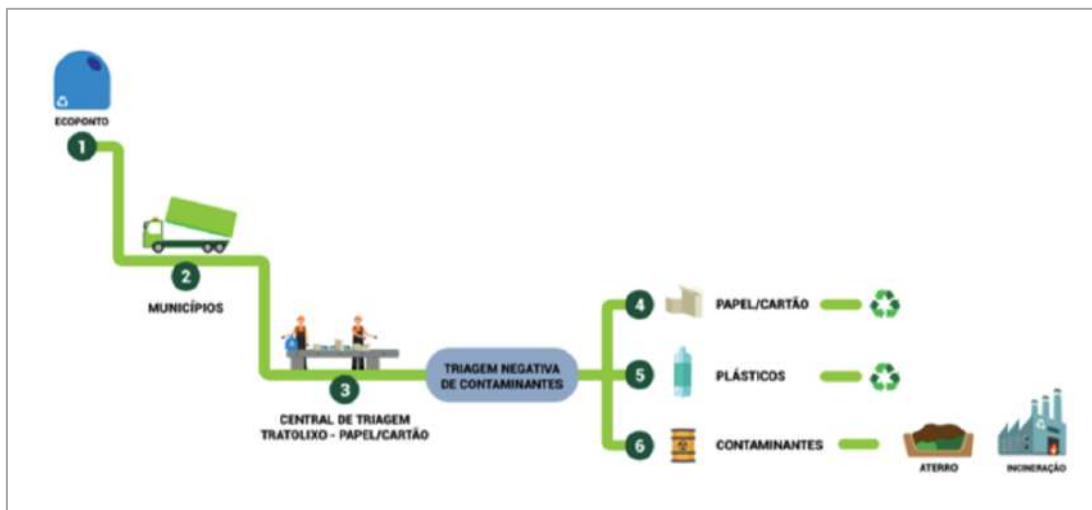 ECOPONTO
1
2
MUNICÍPIOS
3
CENTRAL DE TRIAGEM
TRATOLIXO - PAPEL/CARTÃO
TRIAGEM NEGATIVA
DE CONTAMINANTES
4 PAPEL/CARTÃO
5 PLÁSTICOS
6 CONTAMINANTES
ATERRO
INCINERAÇÃO